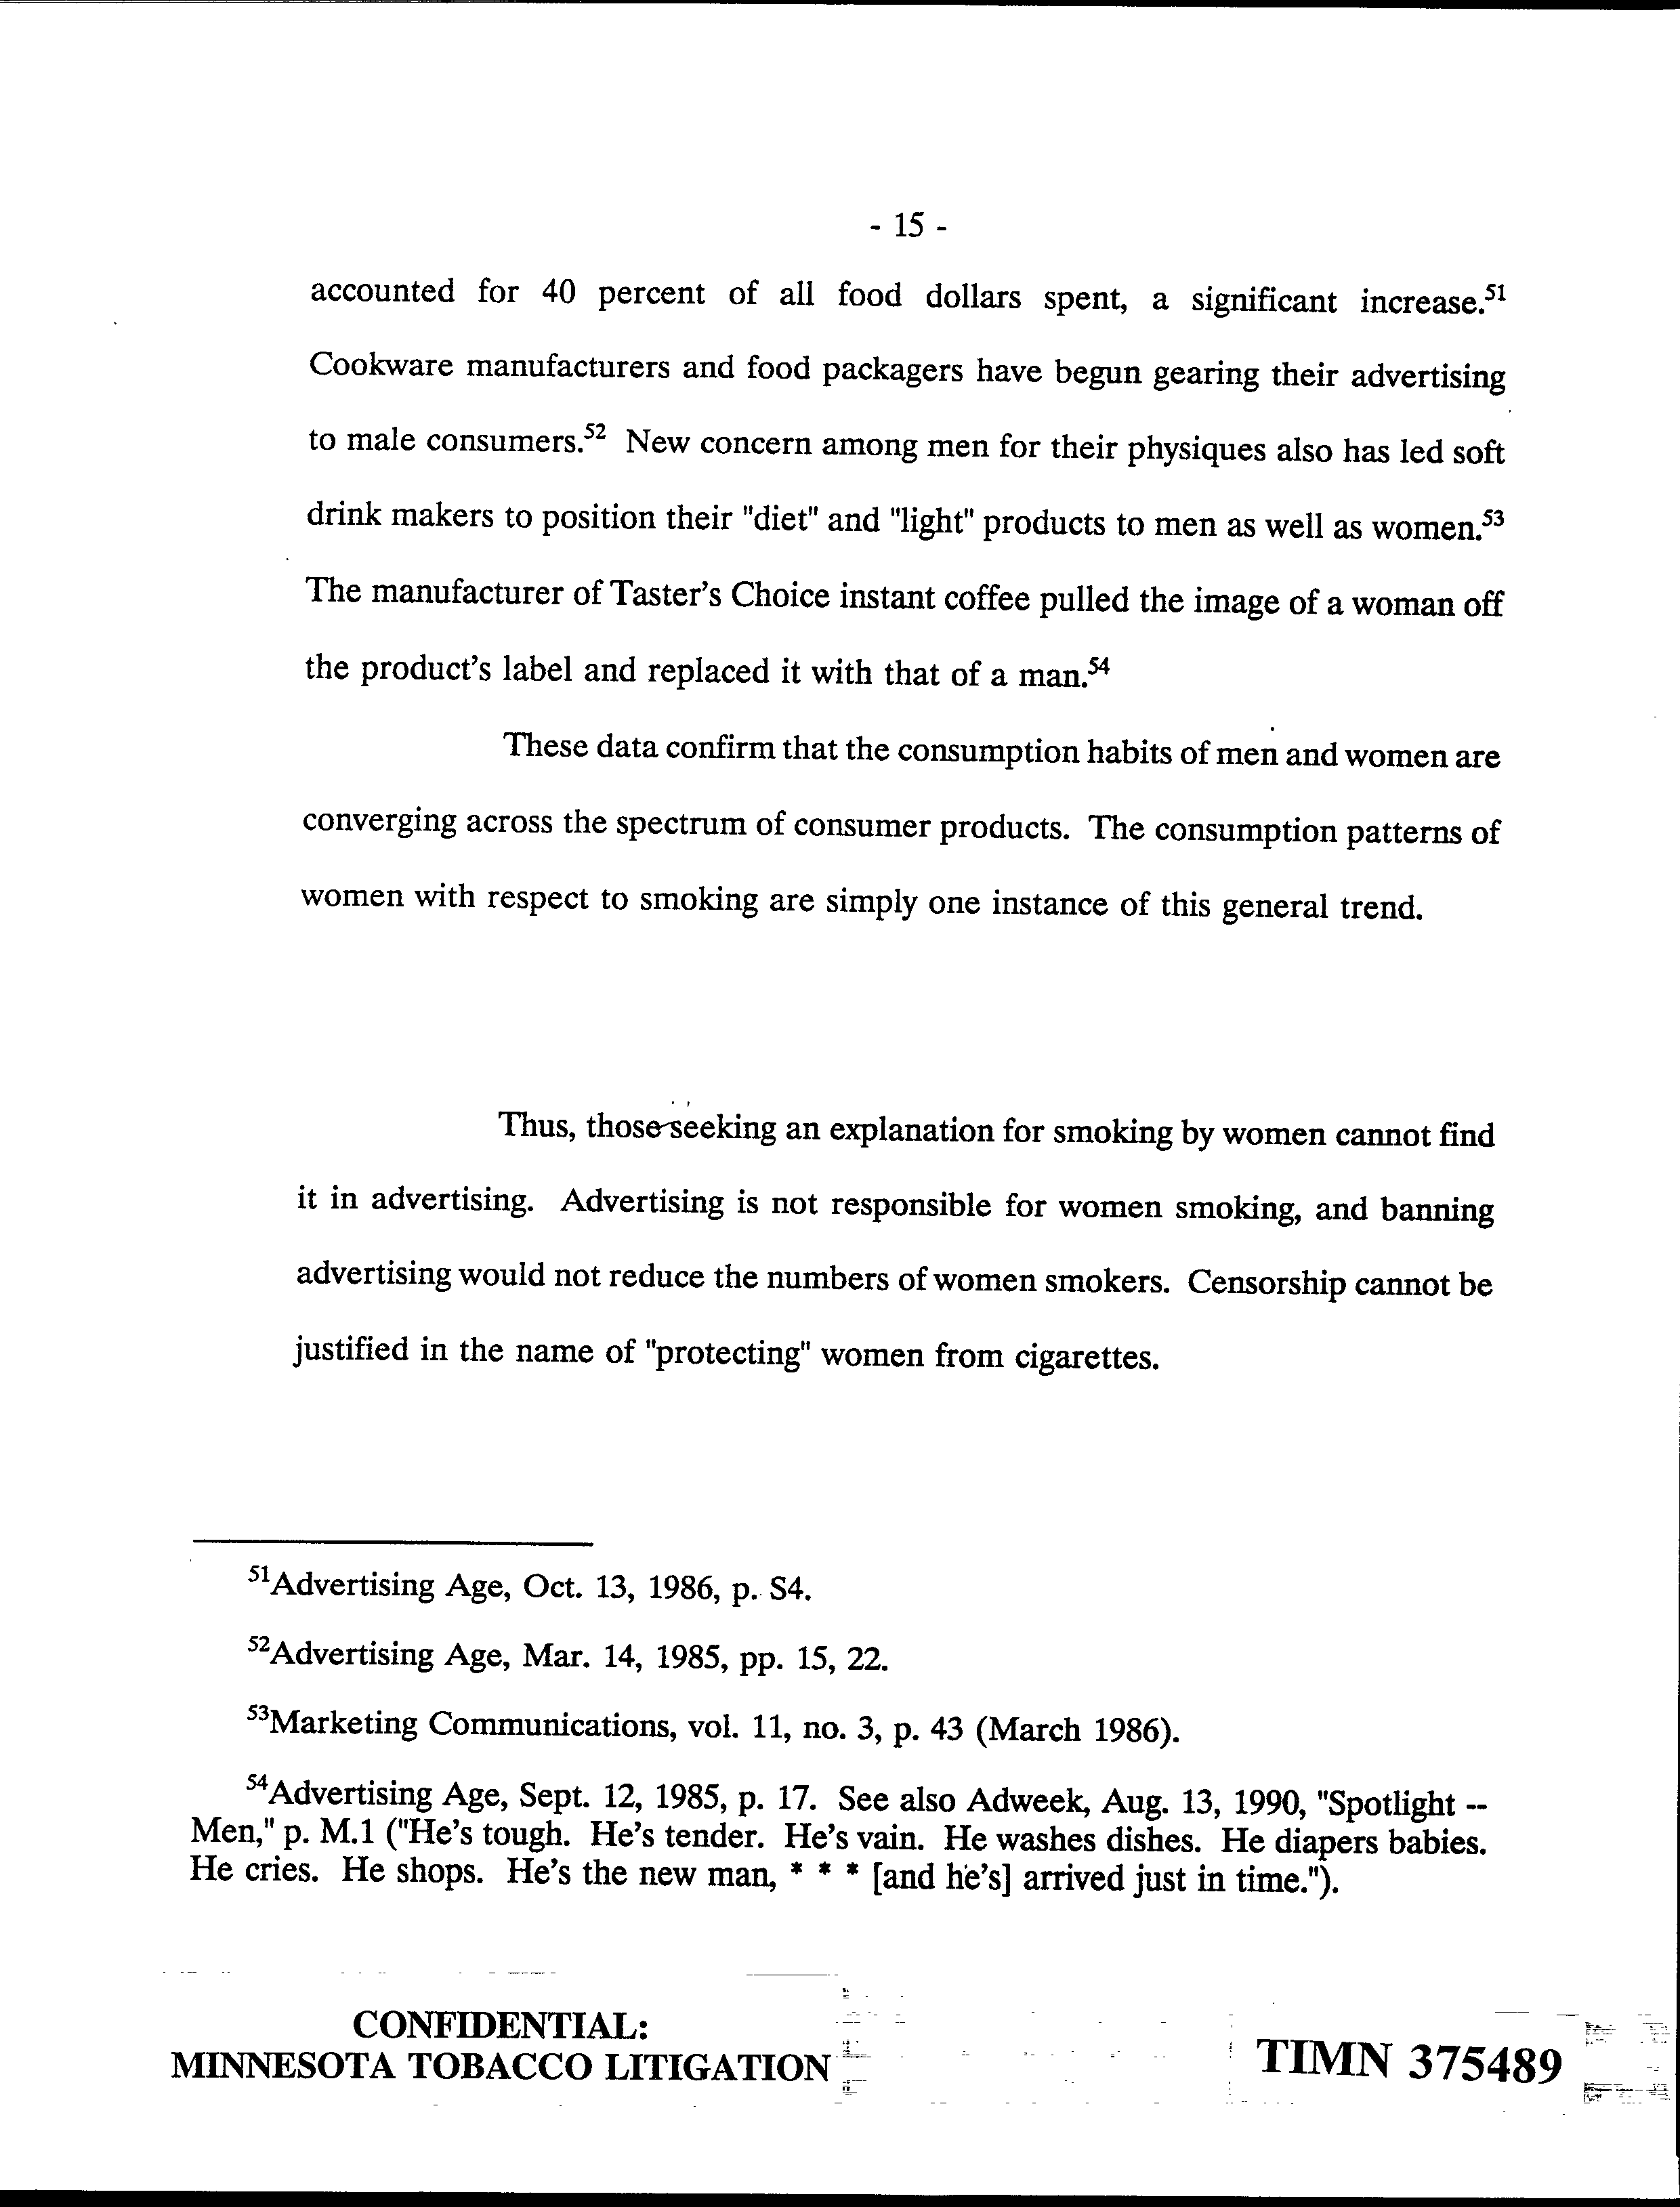 - 15 -
accounted for 40 percent of all food dollars spent, a significant increase.51
Cookware manufacturers and food packagers have begun gearing their advertising
to male consumers.52 New concern among men for their physiques also has led soft
drink makers to position their "diet" and "light" products to men as well as women.53
The manufacturer of Taster's Choice instant coffee pulled the image of a woman off
the product's label and replaced it with that of a man.54
These data confirm that the consumption habits of men and women are
converging across the spectrum of consumer products. The consumption patterns of
women with respect to smoking are simply one instance of this general trend.
Thus, those seeking an explanation for smoking by women cannot find
it in advertising. Advertising is not responsible for women smoking, and banning
advertising would not reduce the numbers of women smokers. Censorship cannot be
justified in the name of "protecting" women from cigarettes.
51Advertising Age, Oct. 13, 1986, p. S4.
52Advertising Age, Mar. 14, 1985, pp. 15, 22.
53Marketing Communications, vol. 11, no. 3, p. 43 (March 1986).
54Advertising Age, Sept. 12, 1985, p. 17. See also Adweek, Aug. 13, 1990, "Spotlight --
Men," p. M.1 ("He's tough. He's tender. He's vain. He washes dishes. He diapers babies.
He cries. He shops. He's the new man, * * * [and he's] arrived just in time.").
CONFIDENTIAL:
MINNESOTA TOBACCO LITIGATION
TIMN 375489